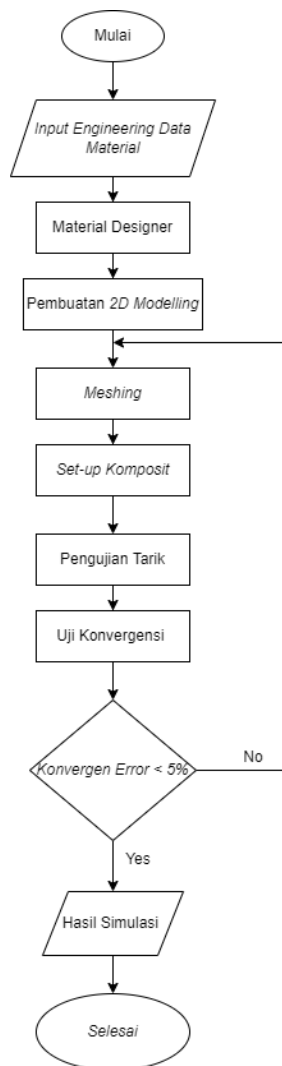 Mulai
Input Engineering Data
Material
Material Designer
Pembuatan 2D Modelling
Meshing
Set-up Komposit
Pengujian Tarik
Uji Konvergensi
Konvergen Error < 5%
No
Yes
Hasil Simulasi
Selesai